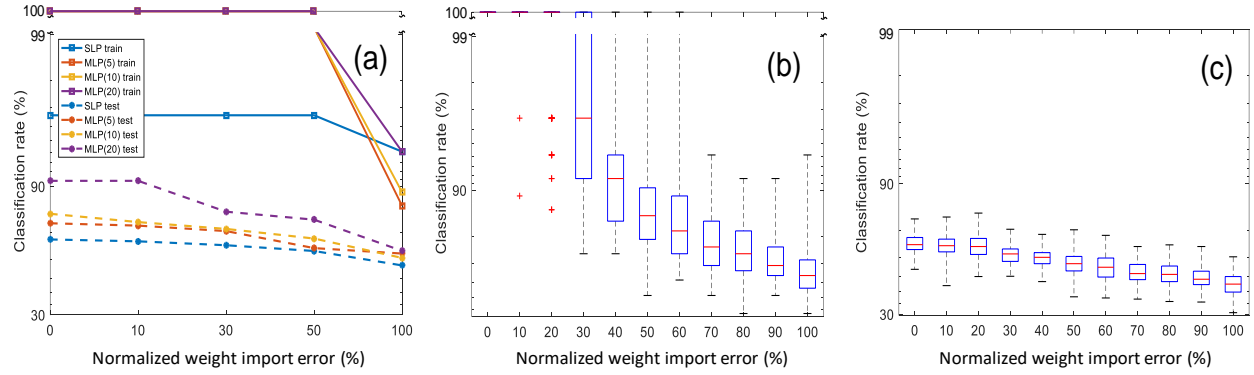 100
99
90
30
0
10
30
50
100
Classification rate (%)
Normalized weight import error (%)
SLP train
MLP(5) train
MLP(10) train
MLP(20) train
SLP test
MLP(5) test
MLP(10) test
MLP(20) test
(a)
100
99
90
0 10 20 30 40 50 60 70 80 90 100
Classification rate (%)
Normalized weight import error (%)
(b)
99
90
30
0 10 20 30 40 50 60 70 80 90 100
Classification rate (%)
Normalized weight import error (%)
(c)